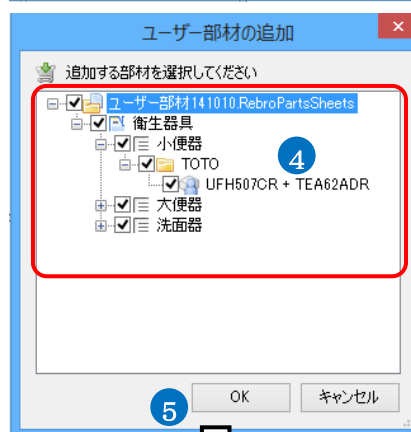 ユーザー部材の追加
×
追加する部材を選択してください
ユーザー部材141010.RebroPartsSheets
衛生器具
小便器
TOTO
4
UFH507CR + TEA62ADR
大便器
洗面器
5
OK
キャンセル